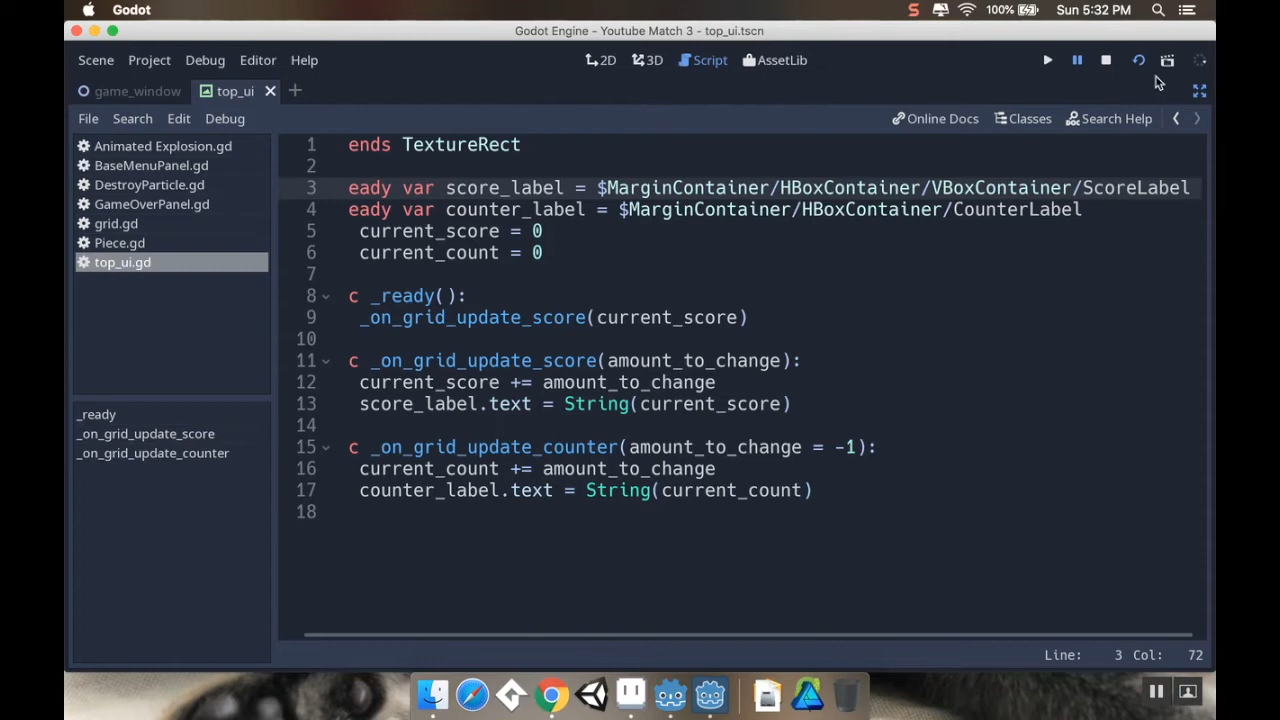 Godot
100%
Sun 5:32 PM
Godot Engine - Youtube Match 3 - top_ui.tscn
Scene Project Debug Editor Help
2D 3D Script AssetLib
game_window top_ui
File Search Edit Debug
Online Docs Classes Search Help
Animated Explosion.gd
BaseMenuPanel.gd
DestroyParticle.gd
GameOverPanel.gd
grid.gd
Piece.gd
top_ui.gd
_ready
_on_grid_update_score
_on_grid_update_counter
1 ends TextureRect
2
3 eady var score_label = $MarginContainer/HBoxContainer/VBoxContainer/ScoreLabel
4 eady var counter_label = $MarginContainer/HBoxContainer/CounterLabel
5 current_score = 0
6 current_count = 0
7
8 c _ready():
9 _on_grid_update_score(current_score)
10
11 c _on_grid_update_score(amount_to_change):
12 current_score += amount_to_change
13 score_label.text = String(current_score)
14
15 c _on_grid_update_counter(amount_to_change = -1):
16 current_count += amount_to_change
17 counter_label.text = String(current_count)
18
Line: 3 Col: 72